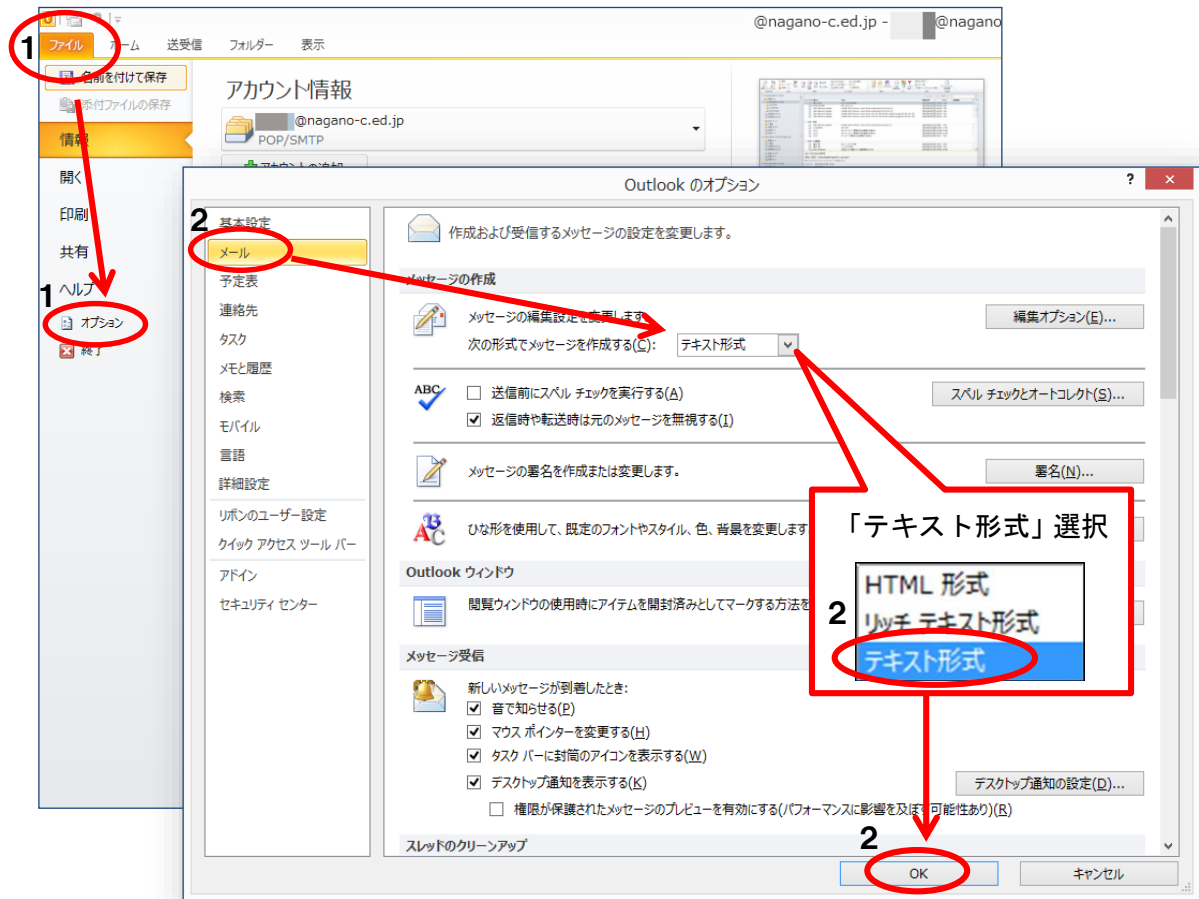 @nagano-c.ed.jp - @nagano
1
ファイル ホーム 送受信 フォルダー 表示
名前を付けて保存
添付ファイルの保存
情報
開く
印刷
共有
ヘルプ
1
オプション
終了
アカウント情報
@nagano-c.ed.jp
POP/SMTP
アカウントの追加
Outlook のオプション
?
2
基本設定
メール
予定表
連絡先
タスク
メモと履歴
検索
モバイル
言語
詳細設定
リボンのユーザー設定
クイック アクセス ツール バー
アドイン
セキュリティ センター
作成および受信するメッセージの設定を変更します。
メッセージの作成
メッセージの編集設定を変更します。
編集オプション(E)...
次の形式でメッセージを作成する(C): テキスト形式
ABC
送信前にスペル チェックを実行する(A)
スペル チェックとオートコレクト(S)...
返信時や転送時は元のメッセージを無視する(I)
メッセージの署名を作成または変更します。
署名(N)...
ひな形を使用して、既定のフォントやスタイル、色、背景を変更します
Outlook ウィンドウ
閲覧ウィンドウの使用時にアイテムを開封済みとしてマークする方法を
「テキスト形式」選択
HTML 形式
2
リッチ テキスト形式
テキスト形式
メッセージ受信
新しいメッセージが到着したとき:
音で知らせる(P)
マウス ポインターを変更する(H)
タスク バーに封筒のアイコンを表示する(W)
デスクトップ通知を表示する(K)
デスクトップ通知の設定(D)...
権限が保護されたメッセージのプレビューを有効にする(パフォーマンスに影響を及ぼす可能性あり)(R)
スレッドのクリーンアップ
2
OK
キャンセル